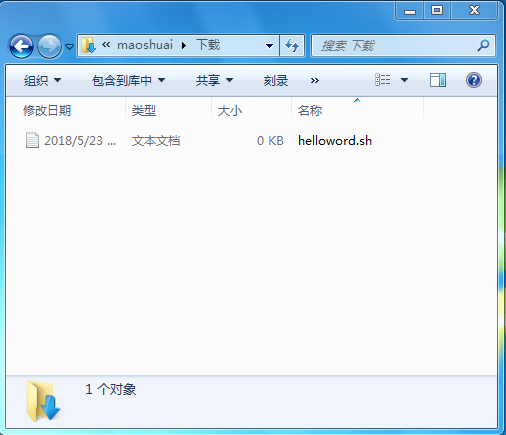 « maoshuai ▸ 下载 搜索 下载
组织 包含到库中 共享 刻录 »
修改日期 类型 大小 名称
2018/5/23 ... 文本文档 0 KB helloword.sh
1 个对象